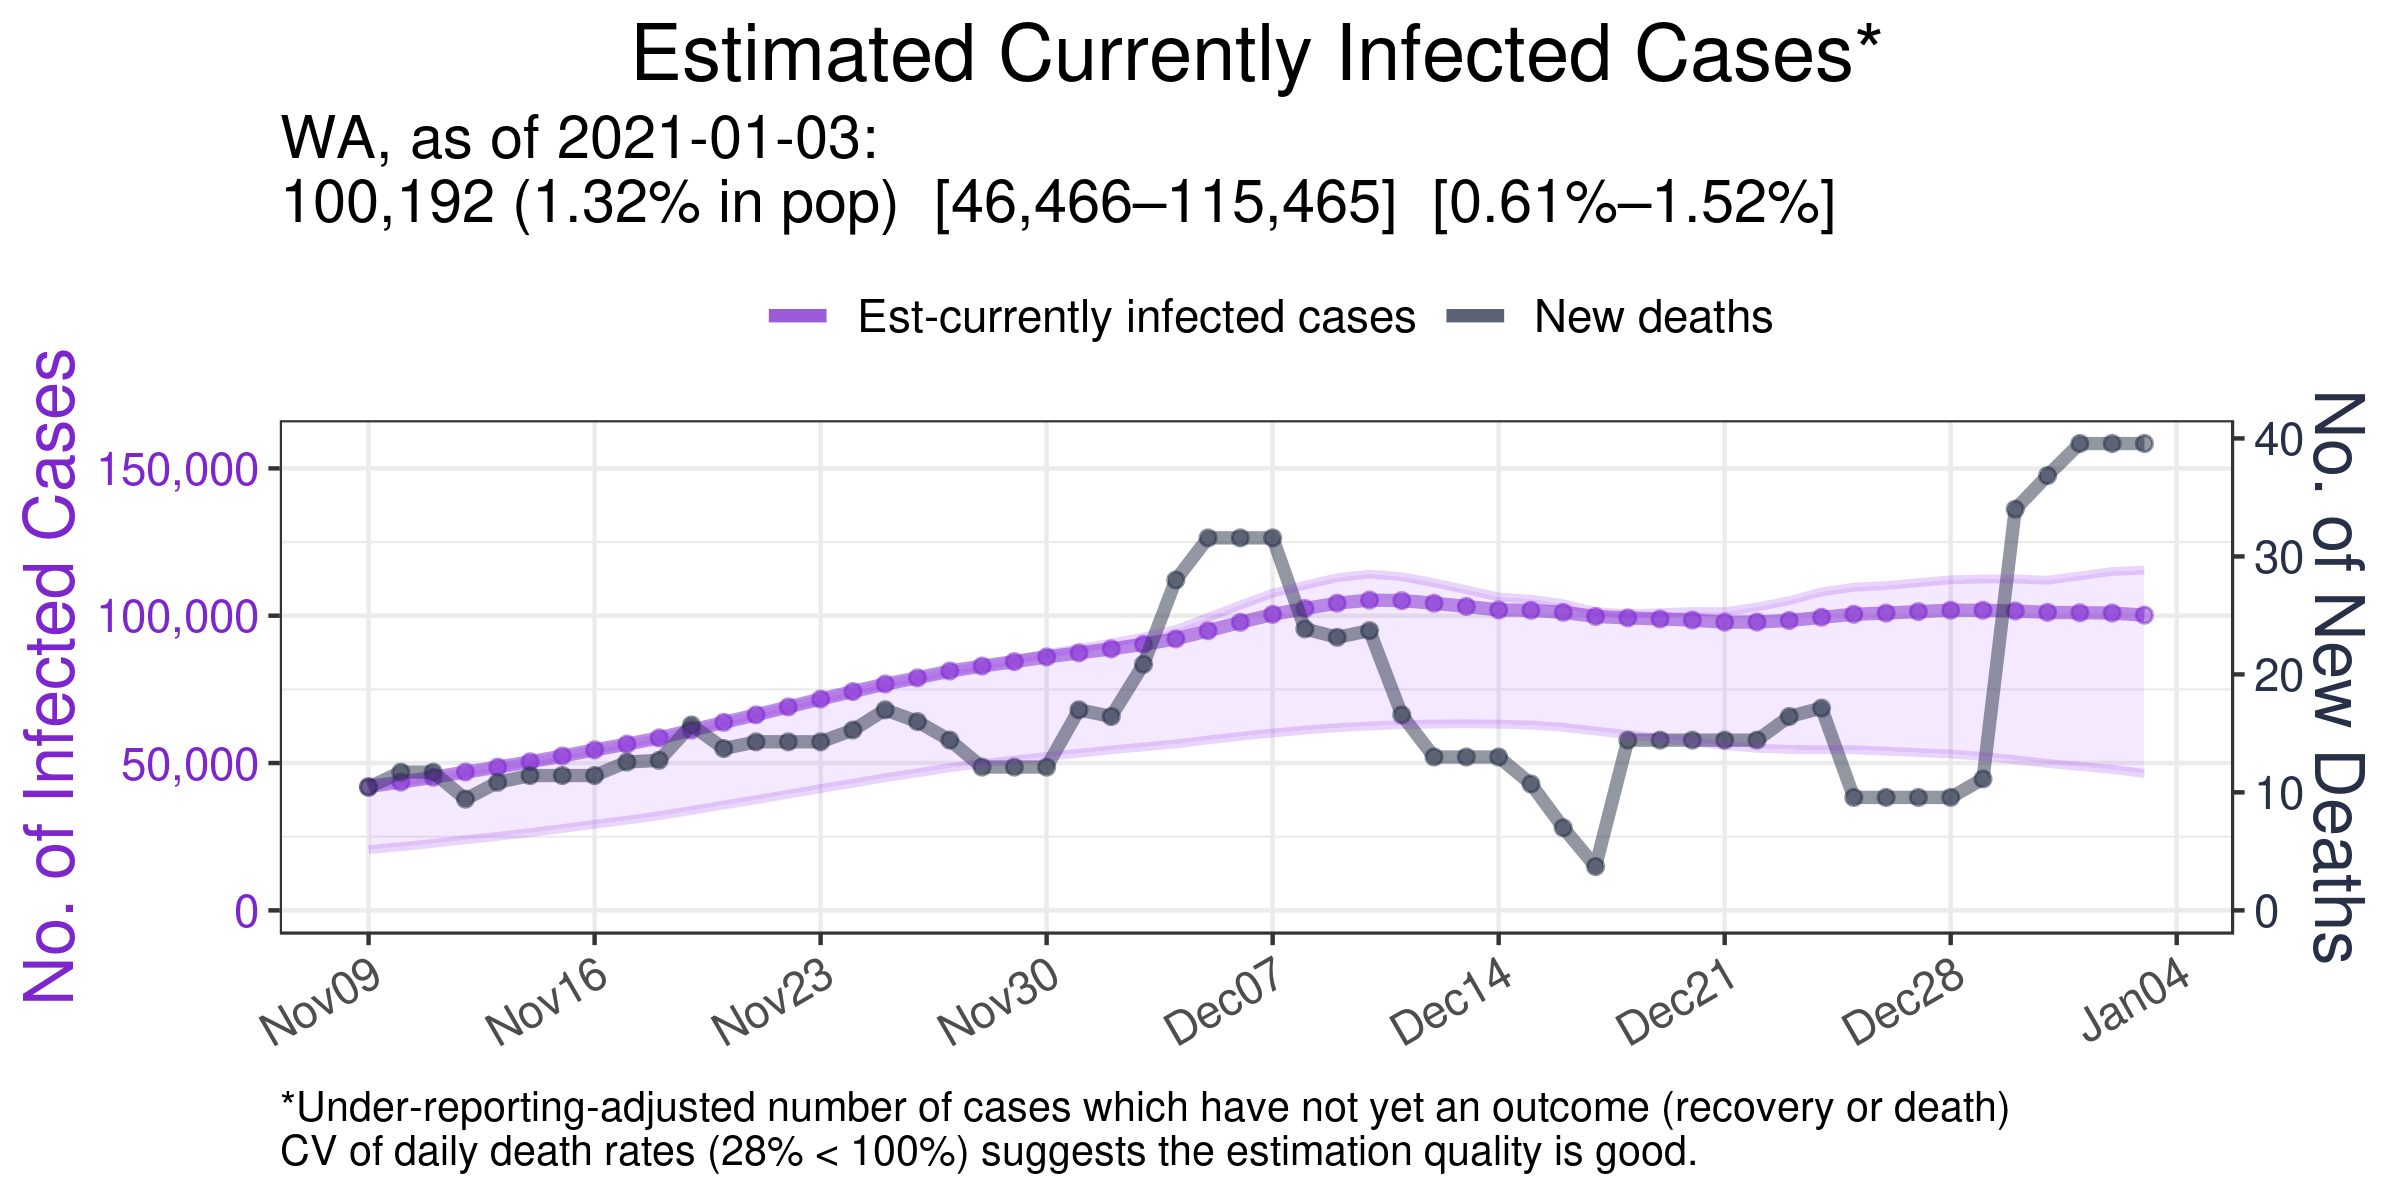 Estimated Currently Infected Cases*
WA, as of 2021-01-03:
100,192 (1.32% in pop) [46,466–115,465] [0.61%–1.52%]
Est-currently infected cases
New deaths
No. of Infected Cases
150,000
100,000
50,000
0
40
30
20
10
0
No. of New Deaths
Nov09
Nov16
Nov23
Nov30
Dec07
Dec14
Dec21
Dec28
Jan04
*Under-reporting-adjusted number of cases which have not yet an outcome (recovery or death)
CV of daily death rates (28% < 100%) suggests the estimation quality is good.